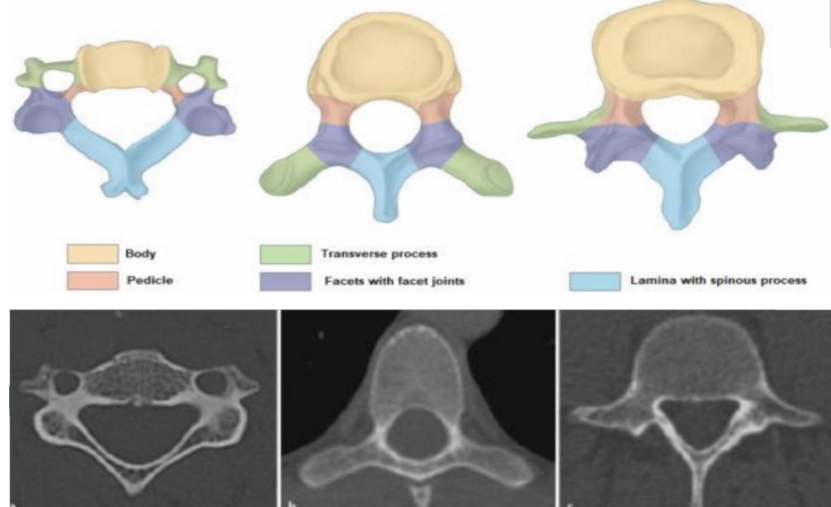 Body
Transverse process
Pedicle
Facets with facet joints
Lamina with spinous process